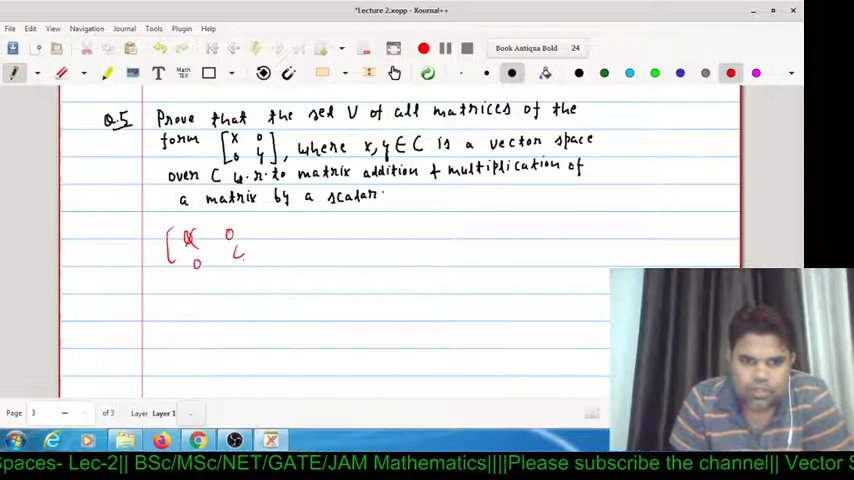 "Lecture 2.xopp - Xournal++
File Edit View Navigation Journal Tools Plugin Help
Book Antiqua Bold 24
Q.5 Prove that the set V of all matrices of the
form [x 0
0 y], where x, y ∈ C is a vector space
over C w.r.to matrix addition + multiplication of
a matrix by a scalar.
0
0
Page 3 of 3 Layer Layer 1
Spaces- Lec-2|| BSc/MSc/NET/GATE/JAM Mathematics||||Please subscribe the channel|| Vector S